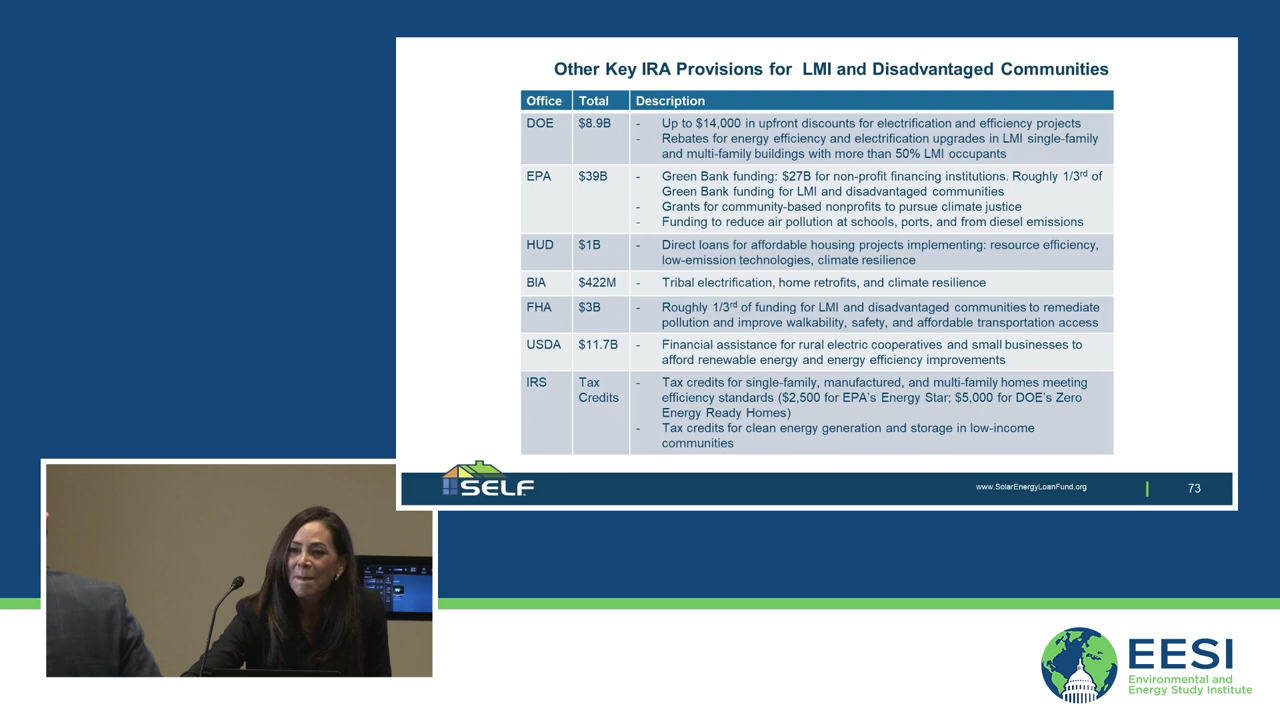 Other Key IRA Provisions for LMI and Disadvantaged Communities
Office Total Description
DOE $8.9B - Up to $14,000 in upfront discounts for electrification and efficiency projects
- Rebates for energy efficiency and electrification upgrades in LMI single-family
and multi-family buildings with more than 50% LMI occupants
EPA $39B - Green Bank funding: $27B for non-profit financing institutions. Roughly 1/3rd of
Green Bank funding for LMI and disadvantaged communities
- Grants for community-based nonprofits to pursue climate justice
- Funding to reduce air pollution at schools, ports, and from diesel emissions
HUD $1B - Direct loans for affordable housing projects implementing: resource efficiency,
low-emission technologies, climate resilience
BIA $422M - Tribal electrification, home retrofits, and climate resilience
FHA $3B - Roughly 1/3rd of funding for LMI and disadvantaged communities to remediate
pollution and improve walkability, safety, and affordable transportation access
USDA $11.7B - Financial assistance for rural electric cooperatives and small businesses to
afford renewable energy and energy efficiency improvements
IRS Tax - Tax credits for single-family, manufactured, and multi-family homes meeting
Credits efficiency standards ($2,500 for EPA's Energy Star; $5,000 for DOE's Zero
Energy Ready Homes)
- Tax credits for clean energy generation and storage in low-income
communities
SELF
www.SolarEnergyLoanFund.org | 73
EESI
Environmental and
Energy Study Institute